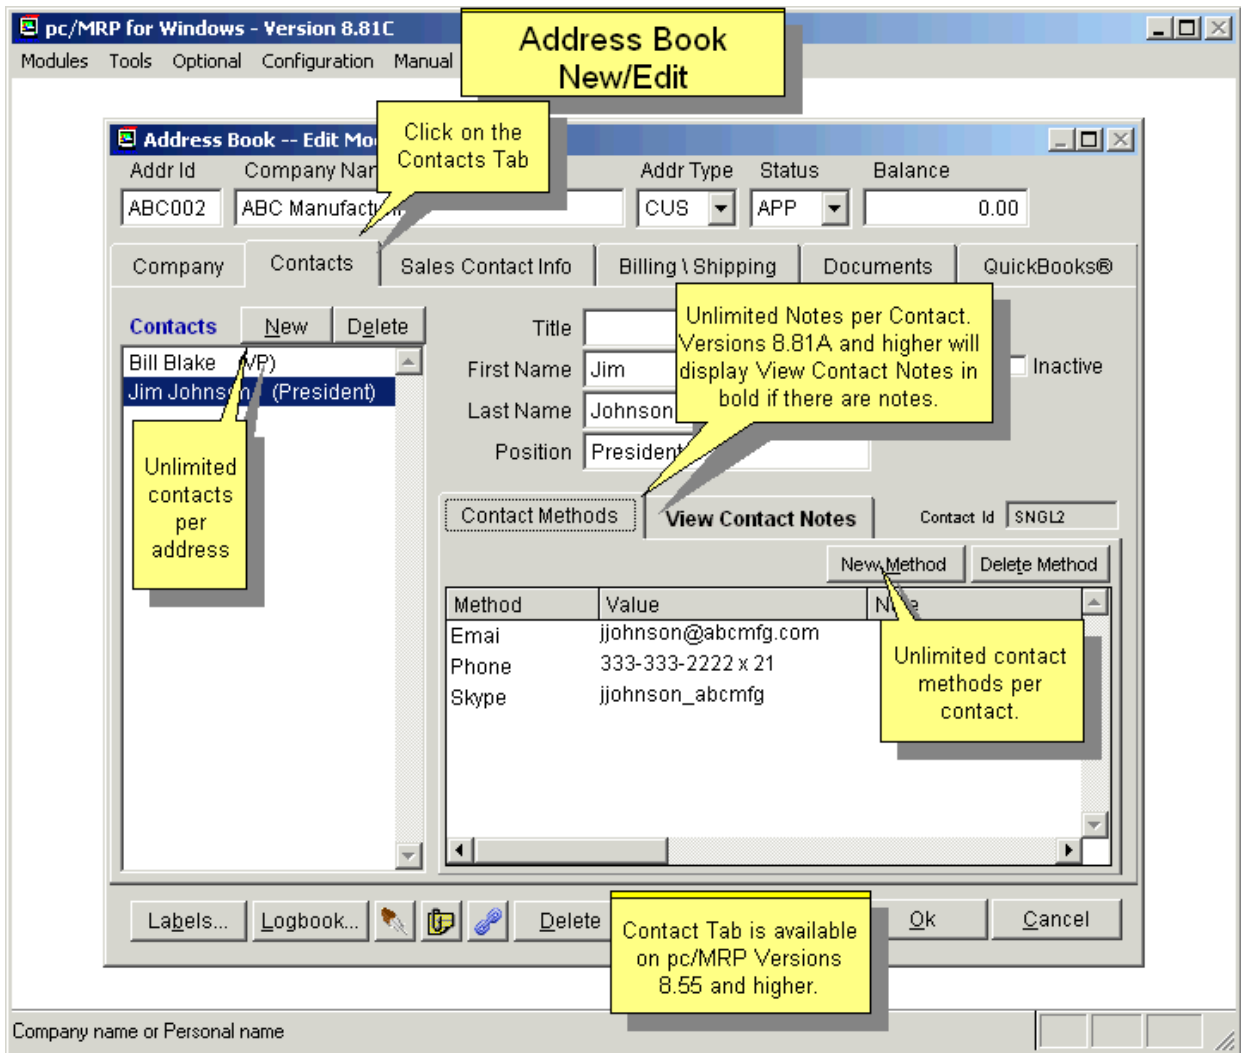 pc/MRP for Windows - Version 8.81C
Address Book
New/Edit
Modules Tools Optional Configuration Manual
Click on the
Contacts Tab
Address Book -- Edit Mo
Addr Id Company Nar Addr Type Status Balance
ABC002 ABC Manufactu CUS APP 0.00
Company Contacts Sales Contact Info Billing \ Shipping Documents QuickBooks®
Contacts New Delete
Bill Blake VP)
Jim Johnson (President)
Unlimited
contacts
per
address
Title
First Name Jim
Last Name Johnson
Position President
Inactive
Unlimited Notes per Contact.
Versions 8.81A and higher will
display View Contact Notes in
bold if there are notes.
Contact Methods View Contact Notes Contact Id SNGL2
New Method Delete Method
Method Value
Emai jjohnson@abcmfg.com
Phone 333-333-2222 x 21
Skype jjohnson_abcmfg
Unlimited contact
methods per
contact.
Labels... Logbook... Delete Ok Cancel
Contact Tab is available
on pc/MRP Versions
8.55 and higher.
Company name or Personal name